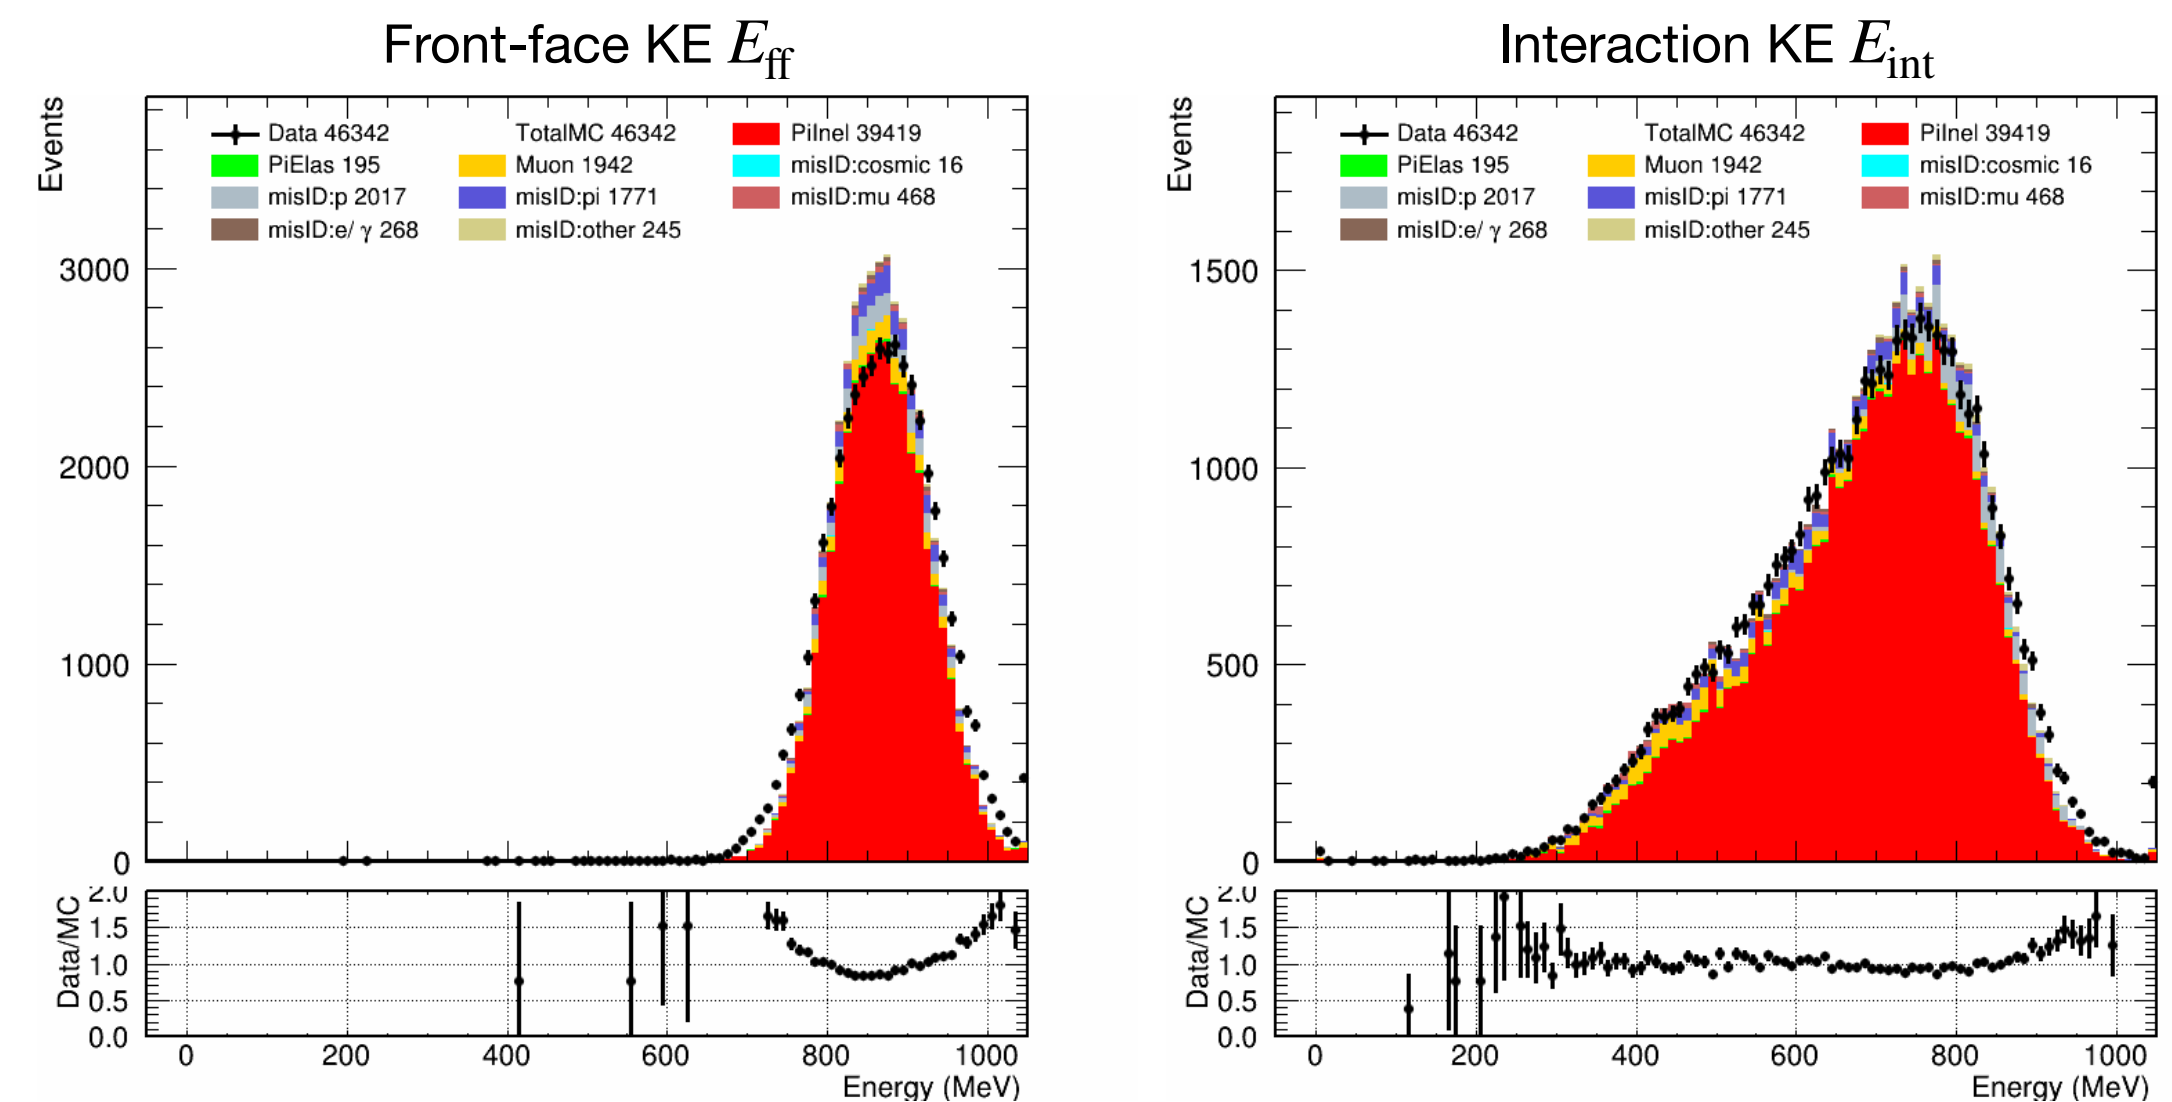 Front-face KE E_ff
Events
Data 46342 TotalMC 46342 PiInel 39419
PiElas 195 Muon 1942 misID:cosmic 16
misID:p 2017 misID:pi 1771 misID:mu 468
misID:e/ γ 268 misID:other 245
3000
2000
1000
0
Data/MC
2.0
1.5
1.0
0.5
0.0
0 200 400 600 800 1000
Energy (MeV)
Interaction KE E_int
Events
Data 46342 TotalMC 46342 PiInel 39419
PiElas 195 Muon 1942 misID:cosmic 16
misID:p 2017 misID:pi 1771 misID:mu 468
misID:e/ γ 268 misID:other 245
1500
1000
500
0
Data/MC
2.0
1.5
1.0
0.5
0.0
0 200 400 600 800 1000
Energy (MeV)